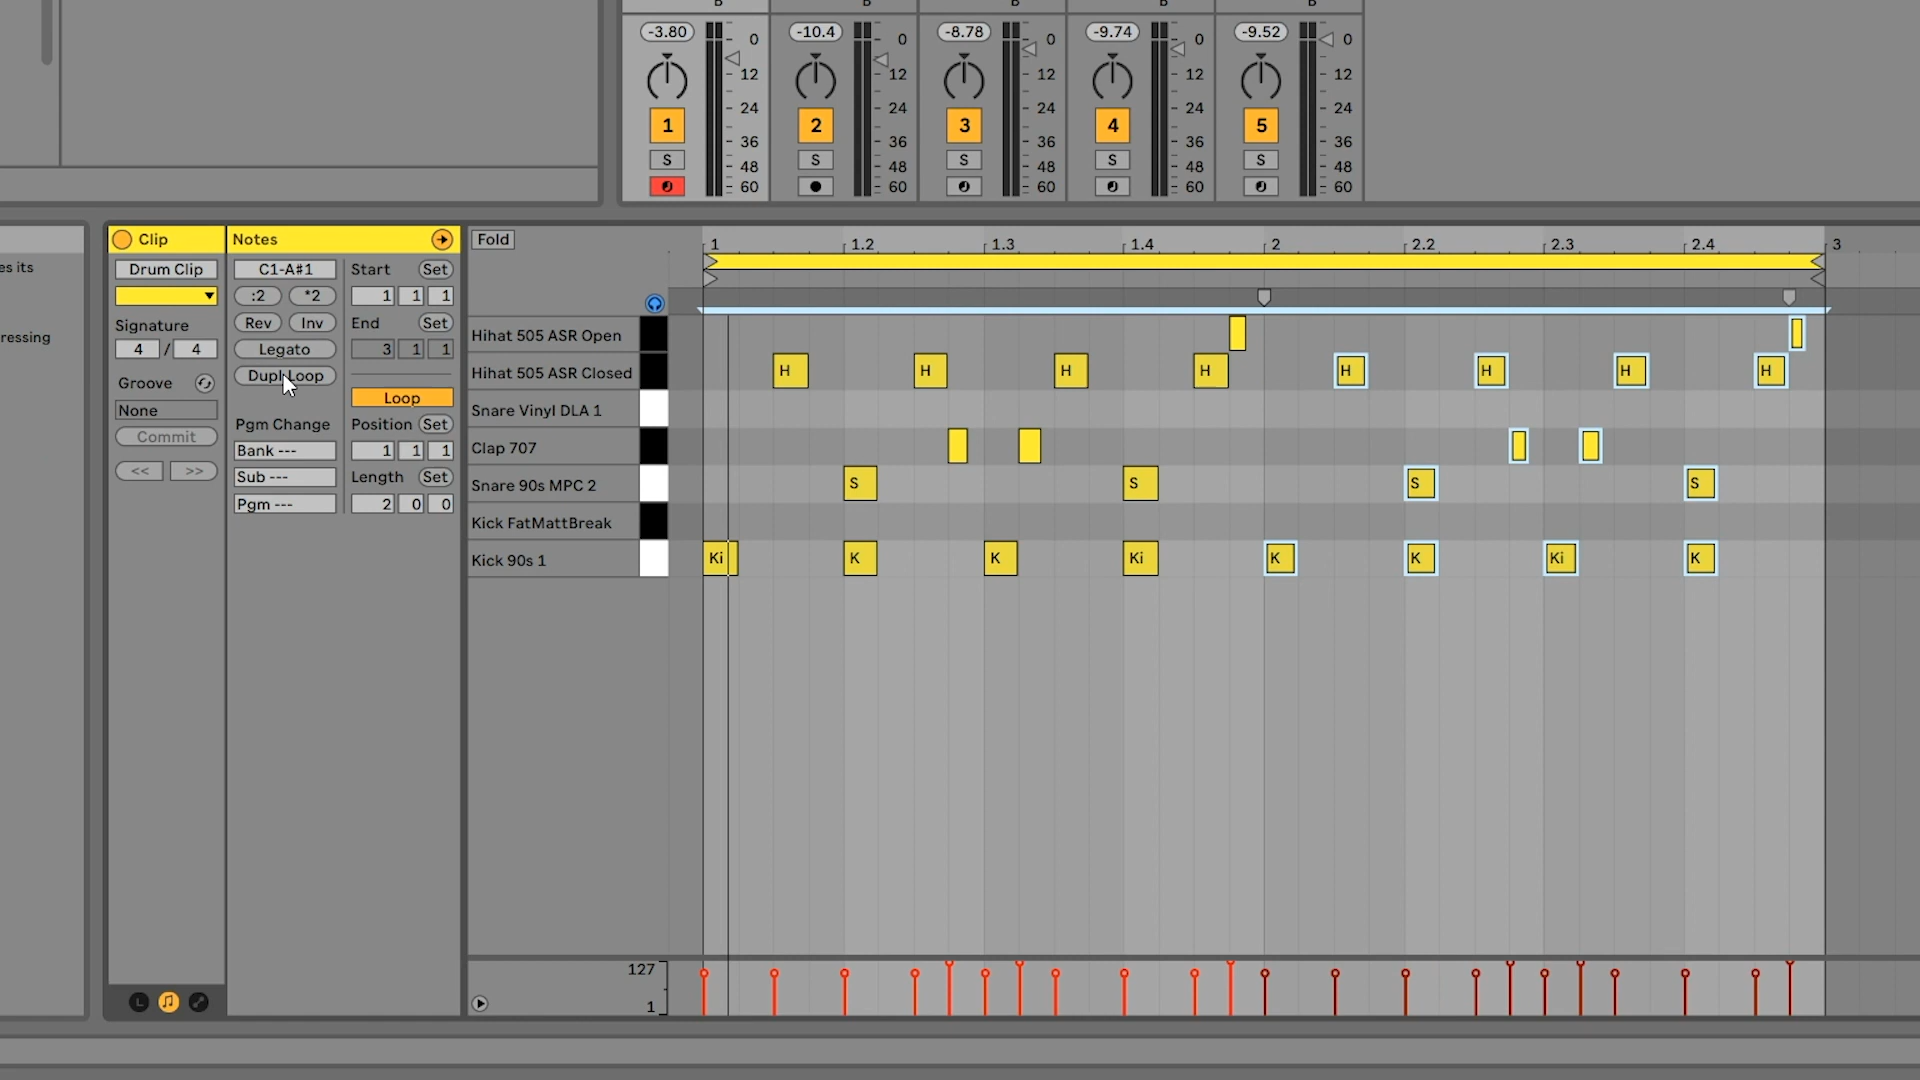 B B B B B
-3.80 0 -10.4 0 -8.78 0 -9.74 0 -9.52 0
12 12 12 12 12
24 24 24 24 24
1 2 3 4 5
36 36 36 36 36
S S S S S
48 48 48 48 48
60 60 60 60 60
es its
ressing
Clip
Drum Clip
Signature
4 / 4
Groove
None
Commit
<< >>
Notes
C1-A#1
:2 *2
Rev Inv
Legato
Dupl Loop
Pgm Change
Bank ---
Sub ---
Pgm ---
Start Set
1 1 1
End Set
3 1 1
Loop
Position Set
1 1 1
Length Set
2 0 0
Fold
1 1.2 1.3 1.4 2 2.2 2.3 2.4 3
Hihat 505 ASR Open
Hihat 505 ASR Closed H H H H H H H H
Snare Vinyl DLA 1
Clap 707
Snare 90s MPC 2 S S S S
Kick FatMattBreak
Kick 90s 1 Ki K K Ki K K Ki K
127
1
L